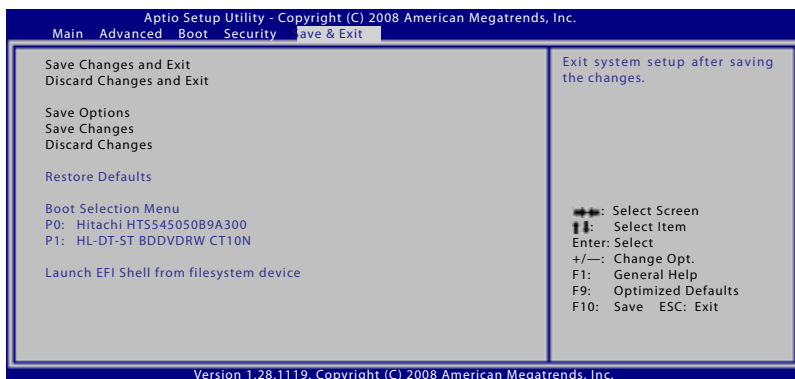 Aptio Setup Utility - Copyright (C) 2008 American Megatrends, Inc.
Main Advanced Boot Security Save & Exit
Save Changes and Exit
Discard Changes and Exit
Save Options
Save Changes
Discard Changes
Restore Defaults
Boot Selection Menu
P0: Hitachi HTS545050B9A300
P1: HL-DT-ST BDDVDRW CT10N
Launch EFI Shell from filesystem device
Exit system setup after saving
the changes.
→←: Select Screen
↑↓: Select Item
Enter: Select
+/—: Change Opt.
F1: General Help
F9: Optimized Defaults
F10: Save ESC: Exit
Version 1.28.1119. Copyright (C) 2008 American Megatrends, Inc.